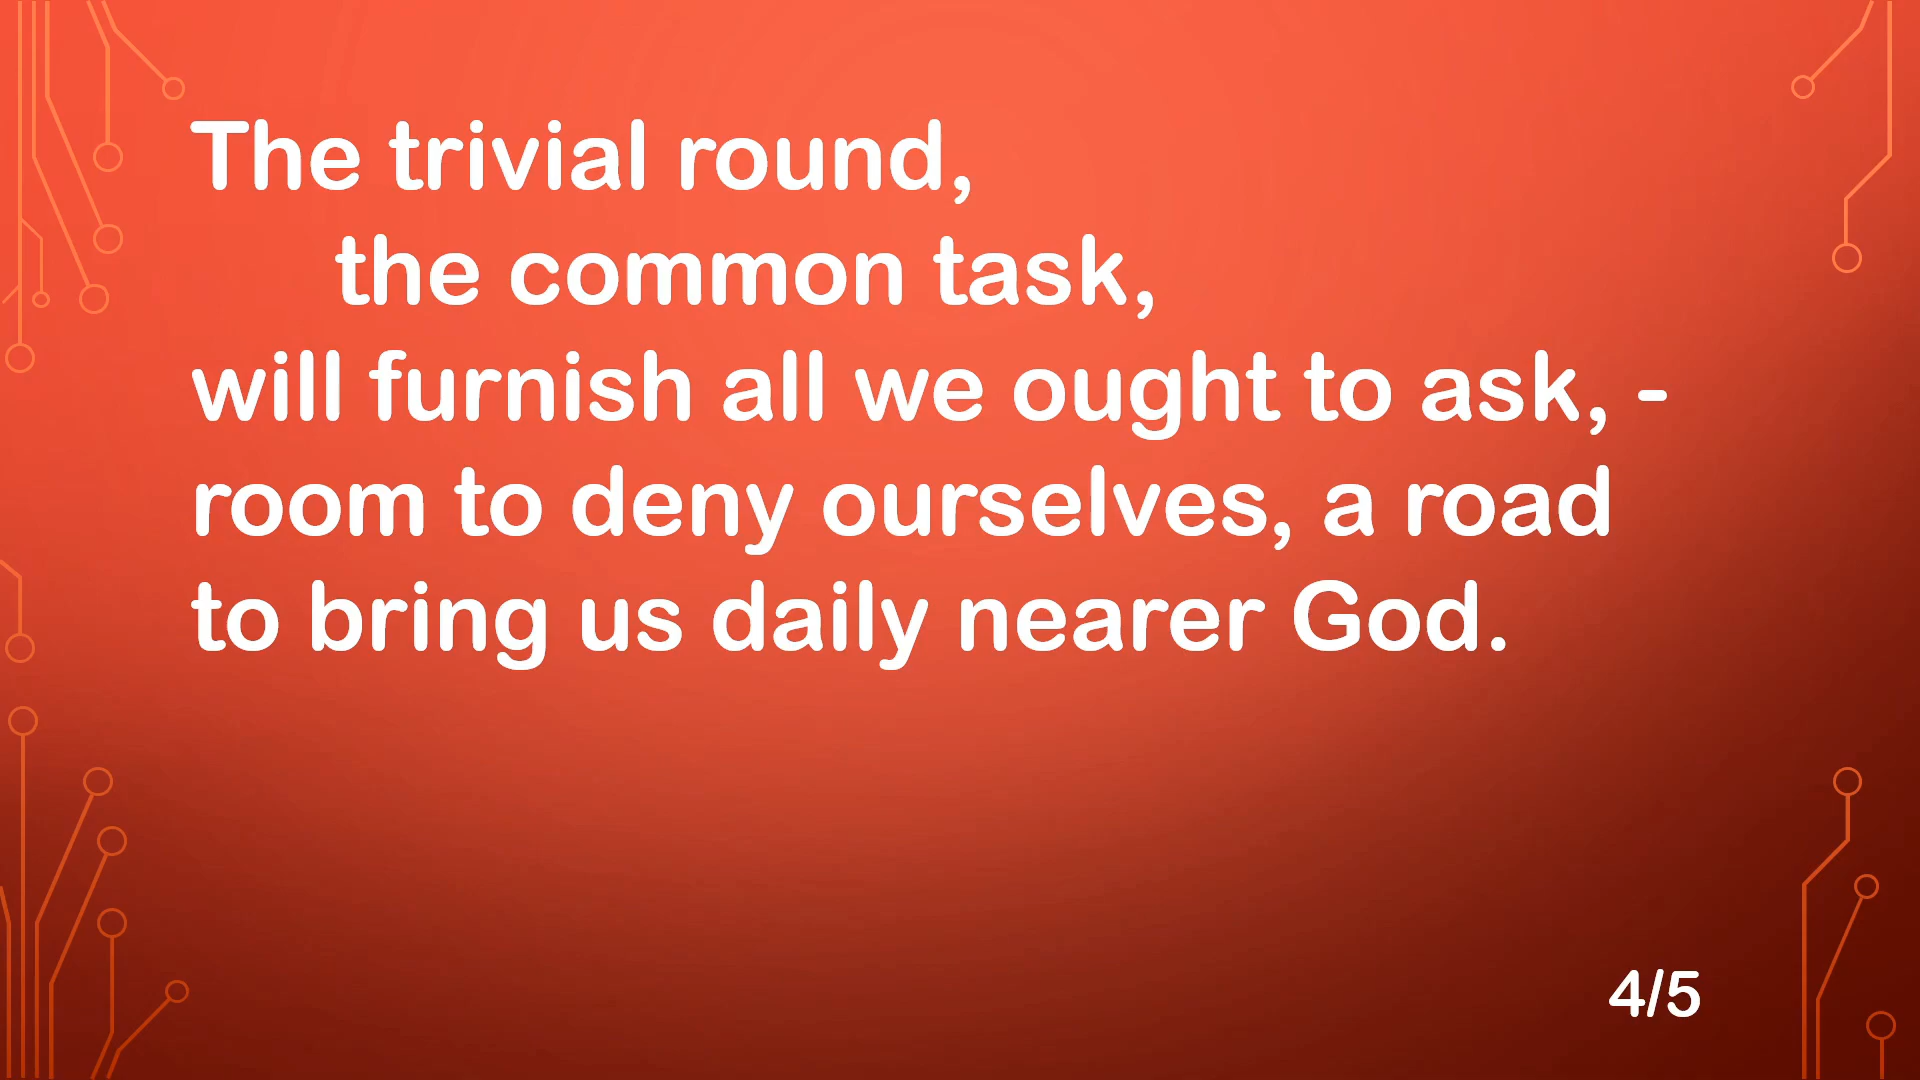 The trivial round,
the common task,
will furnish all we ought to ask, -
room to deny ourselves, a road
to bring us daily nearer God.
4/5